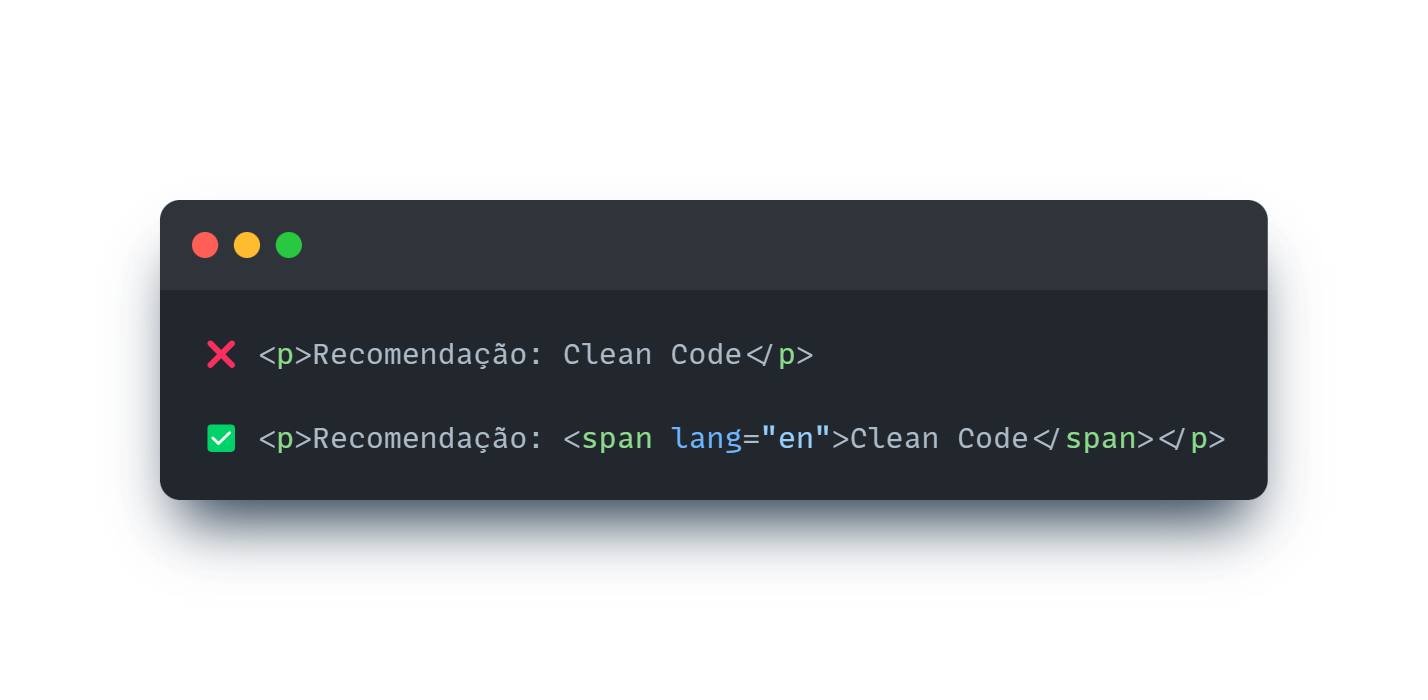 ❌ <p>Recomendação: Clean Code</p>
✅ <p>Recomendação: <span lang="en">Clean Code</span></p>